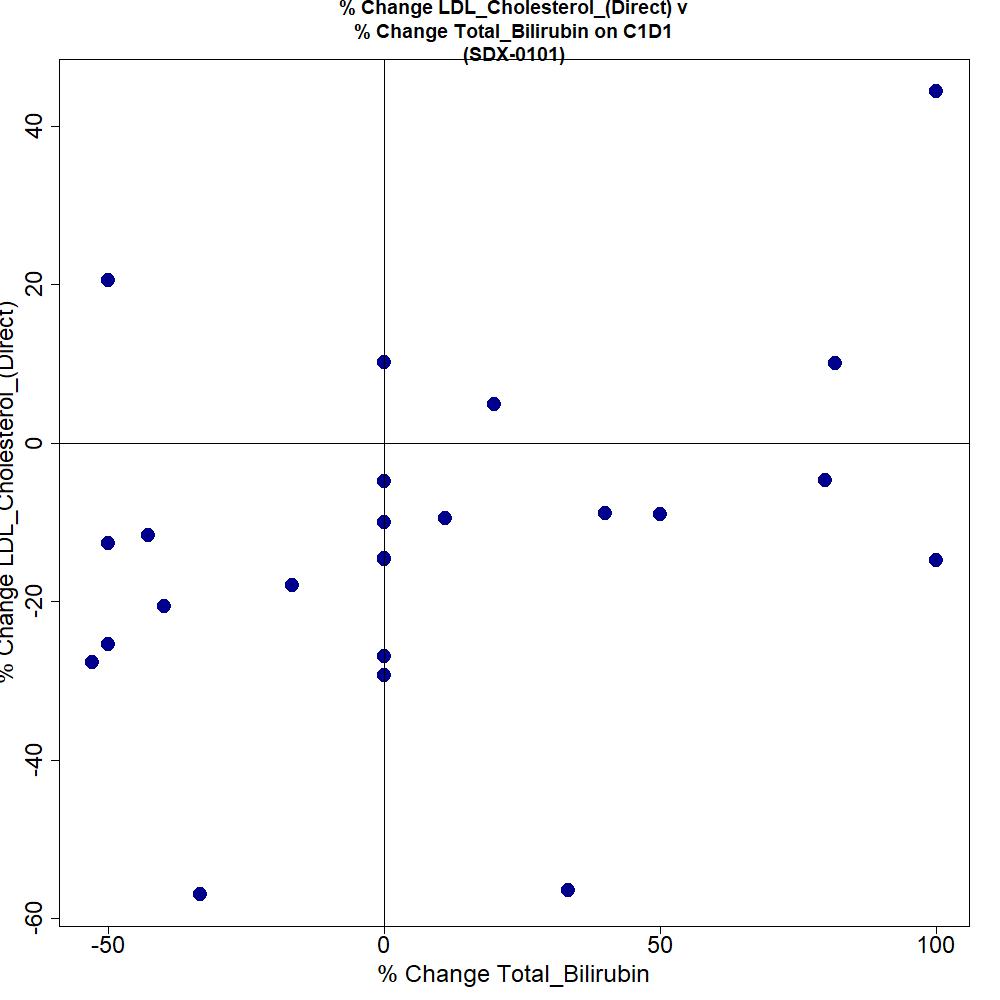 % Change LDL_Cholesterol_(Direct) v
% Change Total_Bilirubin on C1D1
(SDX-0101)
% Change LDL_Cholesterol_(Direct)
40
20
0
-20
-40
-60
-50
0
50
100
% Change Total_Bilirubin